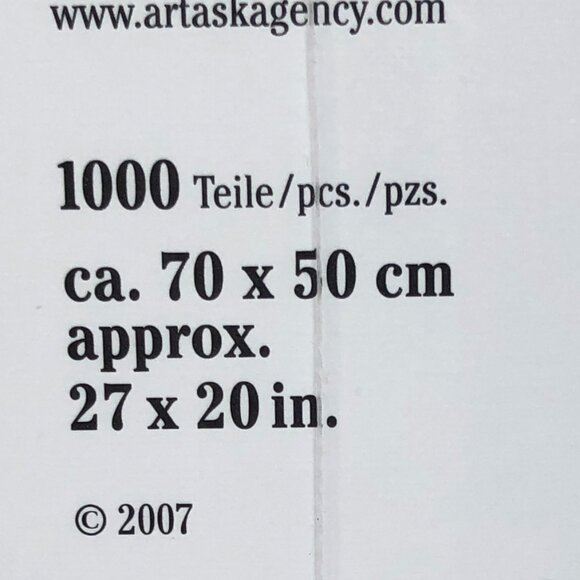 www.artaskagency.com
1000 Teile/pcs./pzs.
ca. 70 x 50 cm
approx.
27 x 20 in.
© 2007